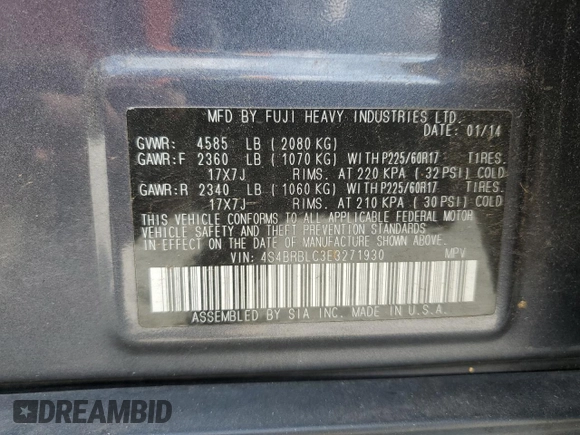 MFD BY FUJI HEAVY INDUSTRIES LTD.
DATE: 01/14
GVWR: 4585 LB ( 2080 KG)
GAWR:F 2360 LB ( 1070 KG) WITH P225/60R17 TIRES.
17X7J RIMS. AT 220 KPA ( 32 PSI) COLD
GAWR:R 2340 LB ( 1060 KG) WITH P225/60R17 TIRES.
17X7J RIMS. AT 210 KPA ( 30 PSI) COLD
THIS VEHICLE CONFORMS TO ALL APPLICABLE FEDERAL MOTOR
VEHICLE SAFETY AND THEFT PREVENTION STANDARDS
IN EFFECT ON THE DATE OF MANUFACTURE SHOWN ABOVE.
VIN: 4S4BRBLC3E3271930 MPV
ASSEMBLED BY SIA INC. MADE IN U.S.A.
DREAMBID